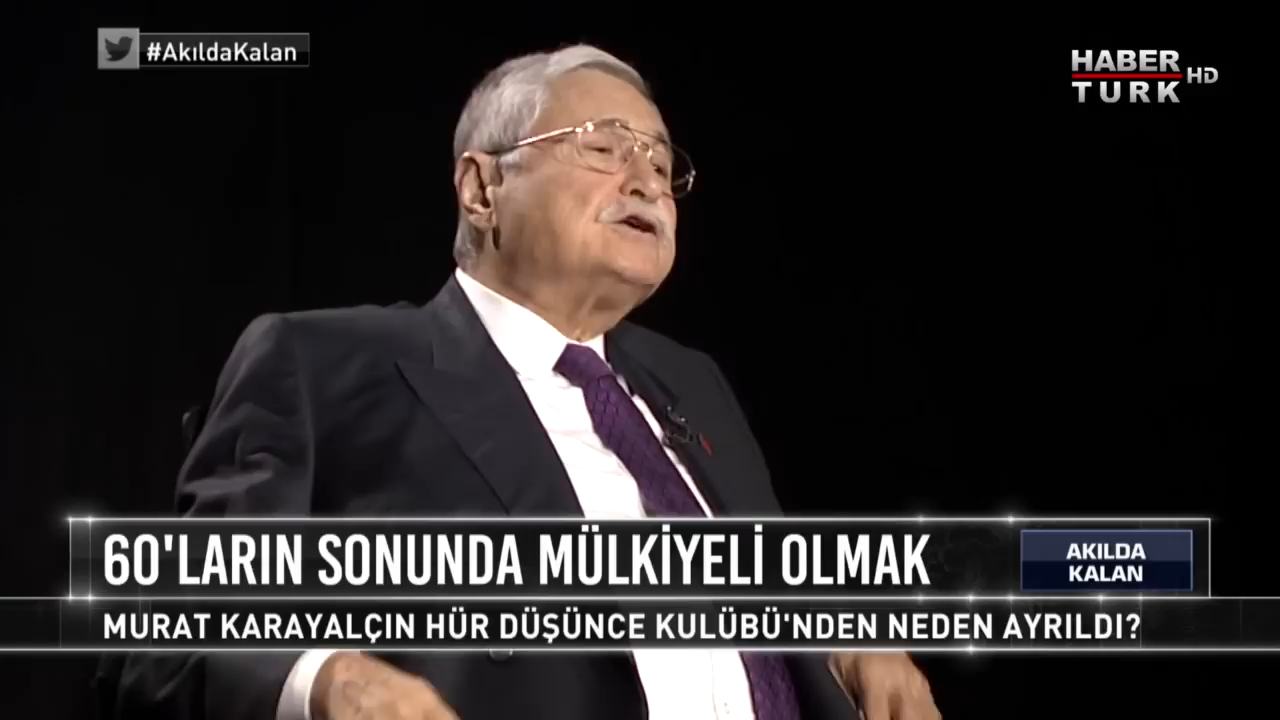 #AkıldaKalan
HABER
TURK HD
60'LARIN SONUNDA MÜLKİYELİ OLMAK
AKILDA
KALAN
MURAT KARAYALÇIN HÜR DÜŞÜNCE KULÜBÜ'NDEN NEDEN AYRILDI?